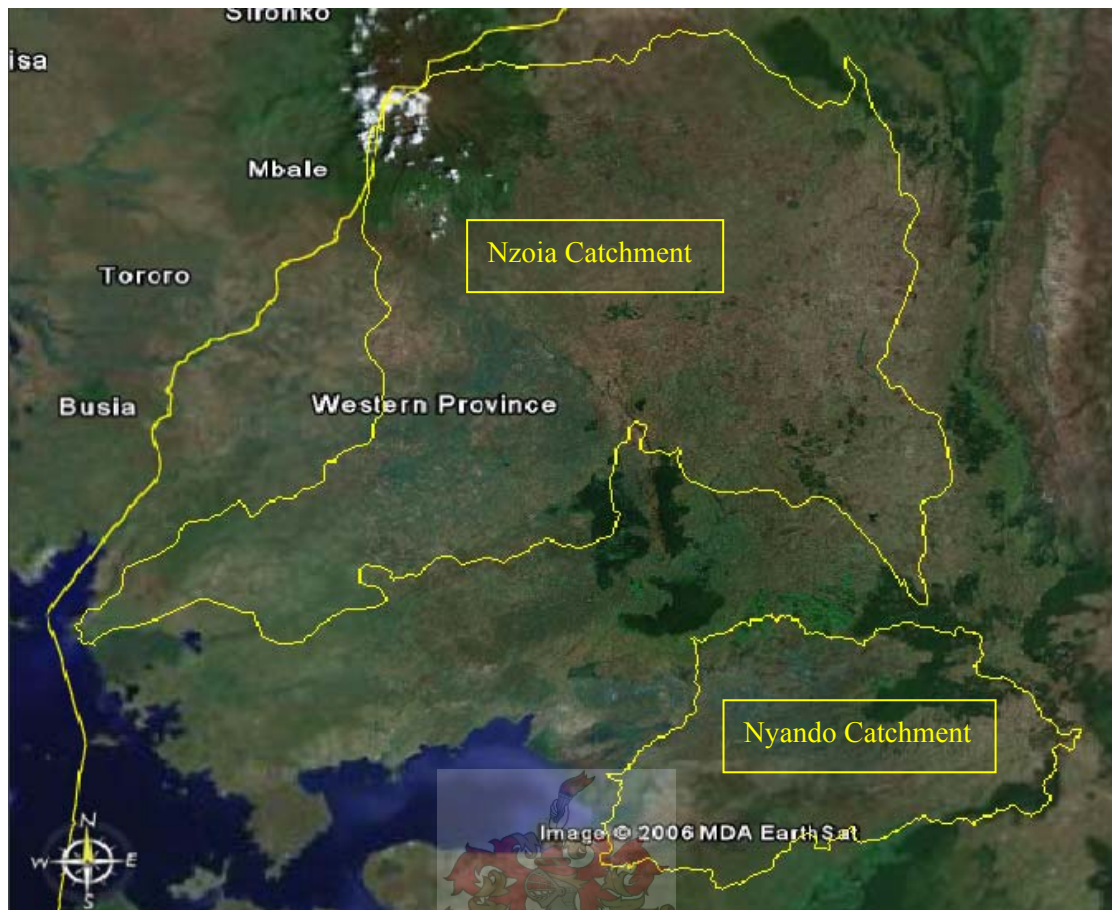 Sironko
isa
Mbale
Nzoia Catchment
Tororo
Busia
Western Province
Nyando Catchment
Image © 2006 MDA EarthSat
N
W E
S